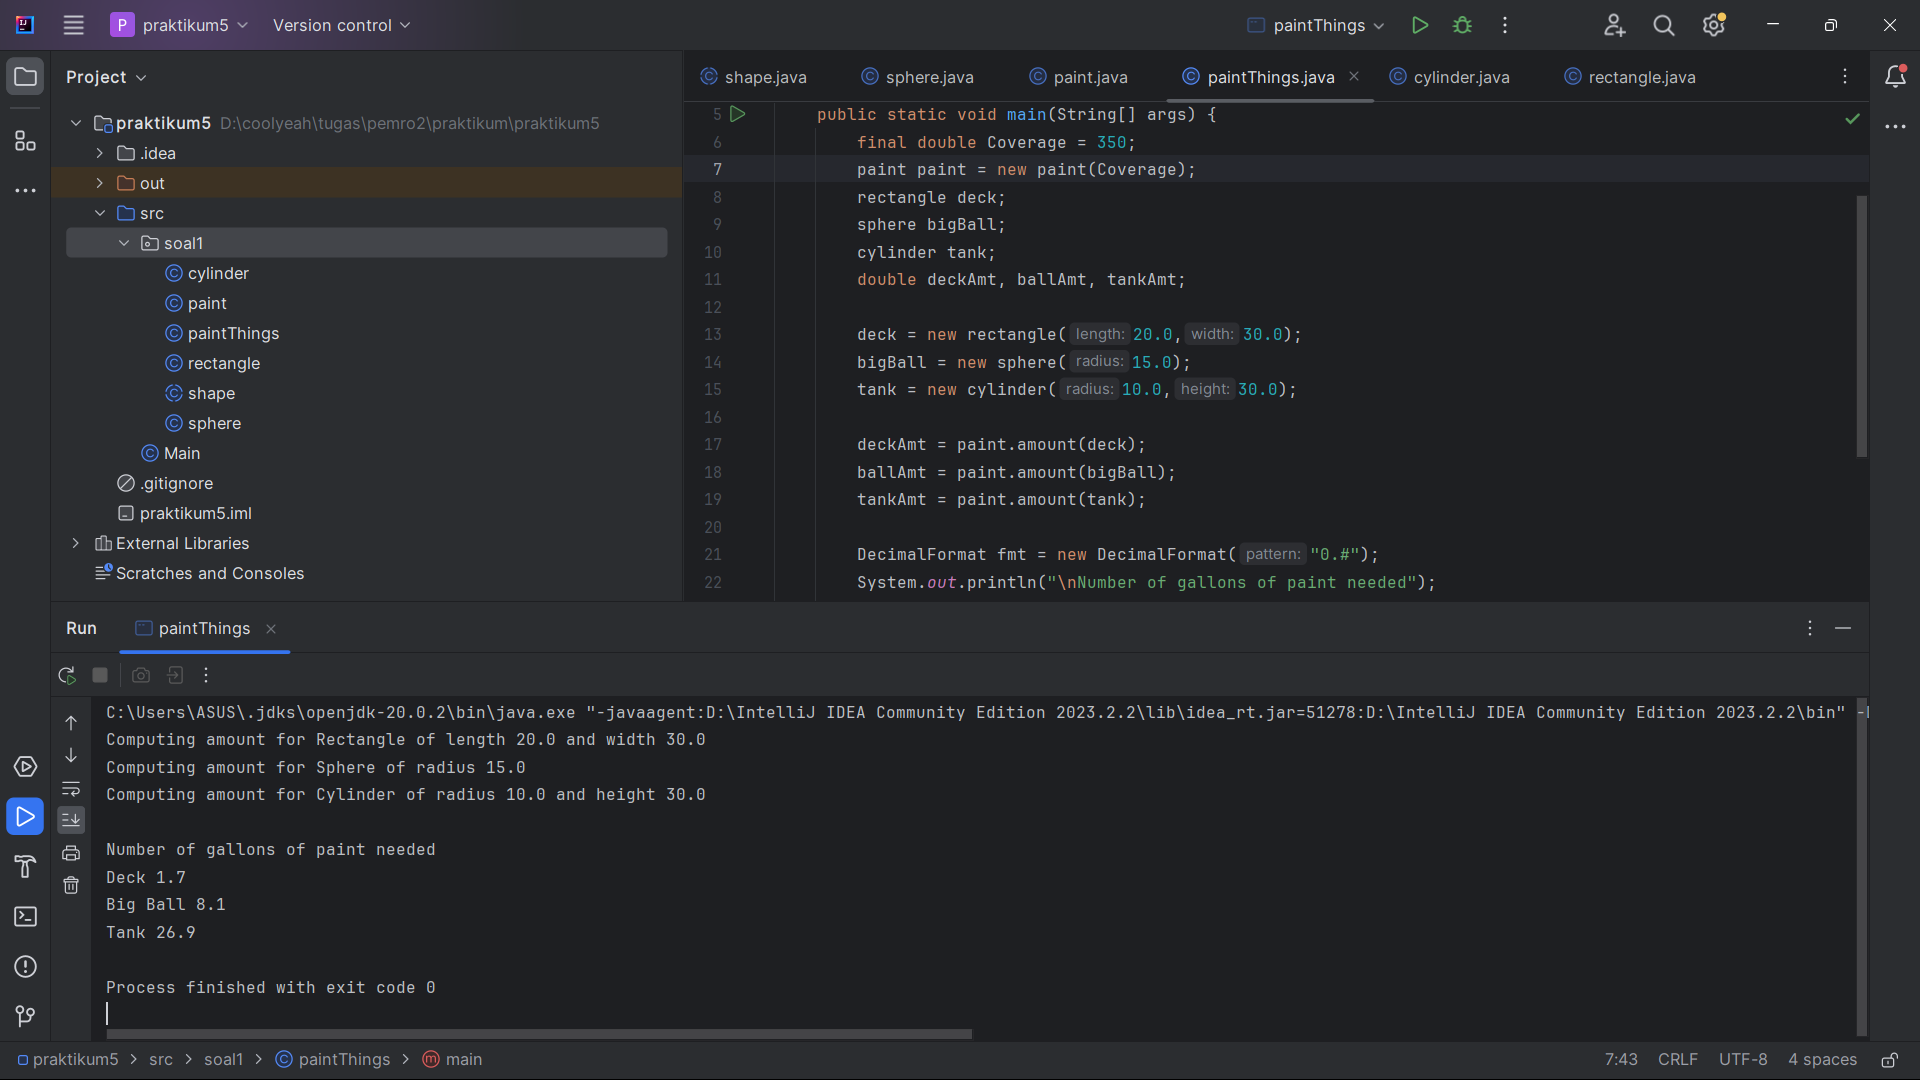 P praktikum5 Version control paintThings
Project
praktikum5 D:\coolyeah\tugas\pemro2\praktikum\praktikum5
.idea
out
src
soal1
cylinder
paint
paintThings
rectangle
shape
sphere
Main
.gitignore
praktikum5.iml
External Libraries
Scratches and Consoles
shape.java sphere.java paint.java paintThings.java cylinder.java rectangle.java
5 public static void main(String[] args) {
6 final double Coverage = 350;
7 paint paint = new paint(Coverage);
8 rectangle deck;
9 sphere bigBall;
10 cylinder tank;
11 double deckAmt, ballAmt, tankAmt;
12
13 deck = new rectangle( length: 20.0, width: 30.0);
14 bigBall = new sphere( radius: 15.0);
15 tank = new cylinder( radius: 10.0, height: 30.0);
16
17 deckAmt = paint.amount(deck);
18 ballAmt = paint.amount(bigBall);
19 tankAmt = paint.amount(tank);
20
21 DecimalFormat fmt = new DecimalFormat( pattern: "0.#");
22 System.out.println("\nNumber of gallons of paint needed");
Run paintThings
C:\Users\ASUS\.jdks\openjdk-20.0.2\bin\java.exe "-javaagent:D:\IntelliJ IDEA Community Edition 2023.2.2\lib\idea_rt.jar=51278:D:\IntelliJ IDEA Community Edition 2023.2.2\bin"
Computing amount for Rectangle of length 20.0 and width 30.0
Computing amount for Sphere of radius 15.0
Computing amount for Cylinder of radius 10.0 and height 30.0
Number of gallons of paint needed
Deck 1.7
Big Ball 8.1
Tank 26.9
Process finished with exit code 0
praktikum5 > src > soal1 > paintThings > main 7:43 CRLF UTF-8 4 spaces